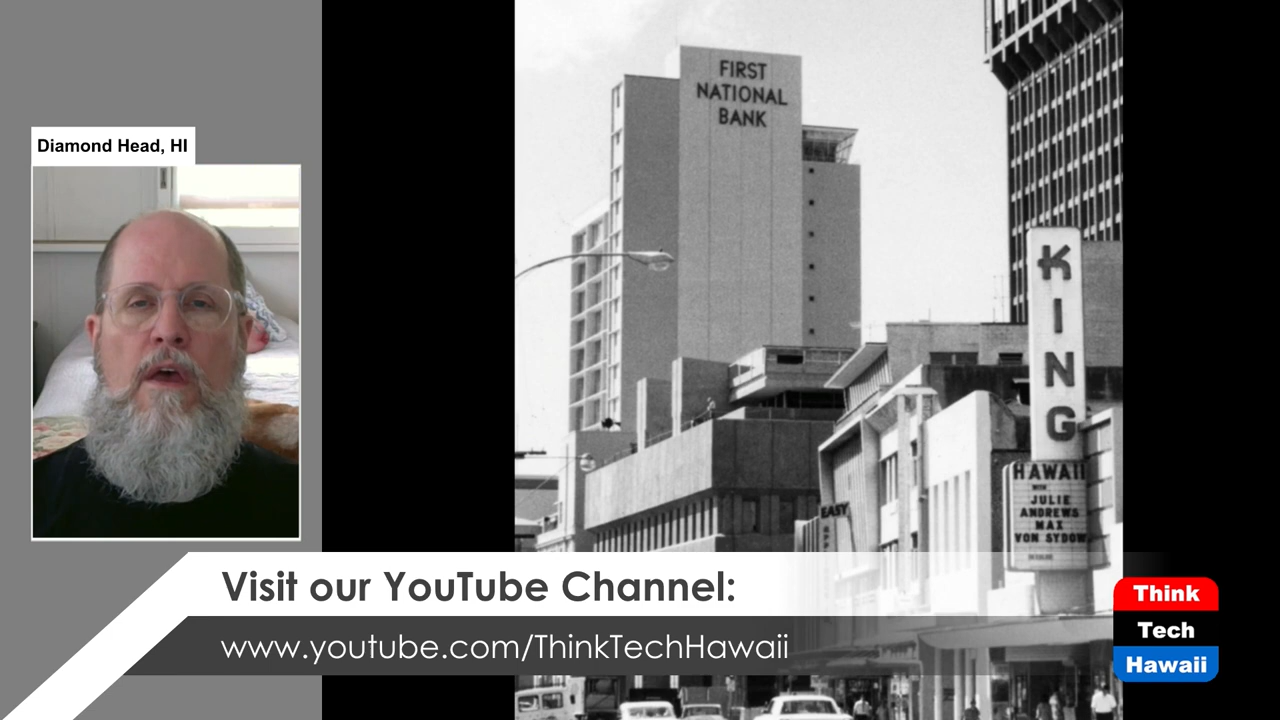 Diamond Head, HI
FIRST
NATIONAL
BANK
KING
HAWAII
WITH
JULIE
ANDREWS
MAX
VON SYDOW
EASY
Visit our YouTube Channel:
www.youtube.com/ThinkTechHawaii
Think
Tech
Hawaii